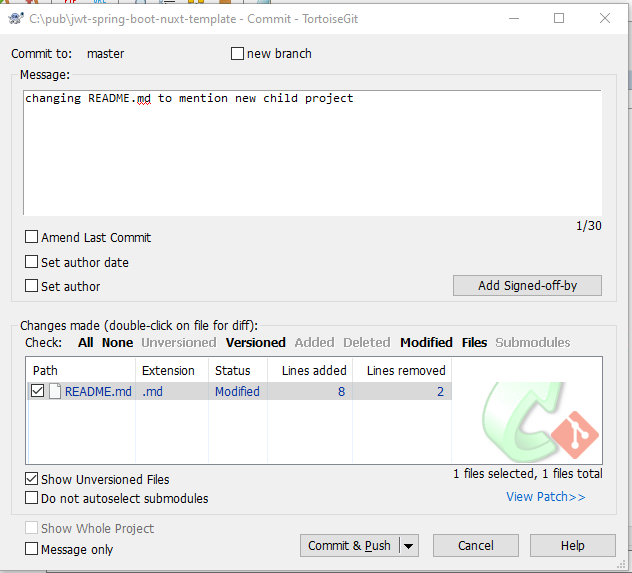 C:\pub\jwt-spring-boot-nuxt-template - Commit - TortoiseGit
Commit to: master new branch
Message:
changing README.md to mention new child project
1/30
Amend Last Commit
Set author date
Set author
Add Signed-off-by
Changes made (double-click on file for diff):
Check: All None Unversioned Versioned Added Deleted Modified Files Submodules
Path Extension Status Lines added Lines removed
README.md .md Modified 8 2
Show Unversioned Files
1 files selected, 1 files total
Do not autoselect submodules
View Patch>>
Show Whole Project
Message only
Commit & Push Cancel Help